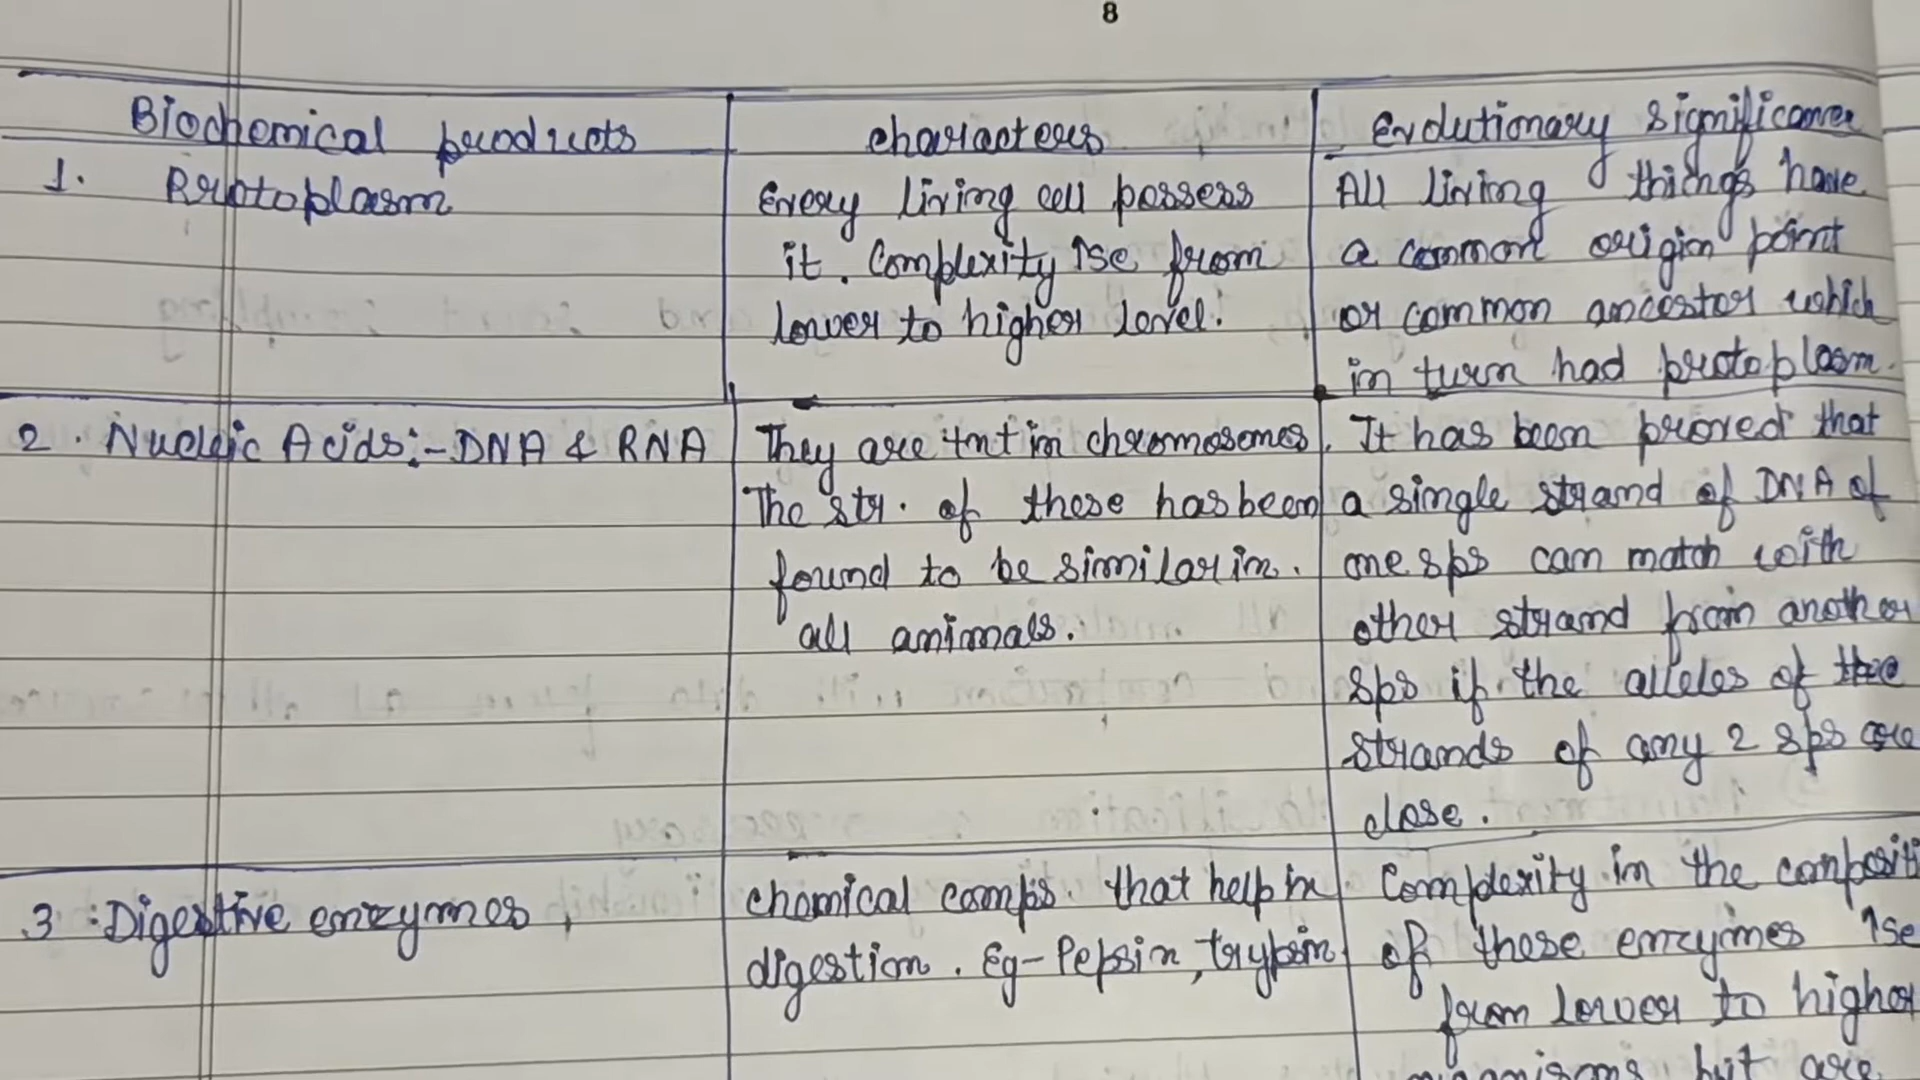 8
Biochemical products
characters
Evolutionary significance
1. Protoplasm
Every living cell possess
it. Complexity ↑se from
lower to higher level.
All living things have
a common origin point
or common ancestor which
in turn had protoplasm.
2. Nucleic Acids:- DNA & RNA
They are in chromosomes.
The str. of these has been
found to be similar in.
all animals.
It has been proved that
a single strand of DNA of
one sps can match with
other strand from another
sps if the alleles of the
strands of any 2 sps are
close.
3. Digestive enzymes,
chemical comps. that help in
digestion. Eg- Pepsin, trypsin
Complexity in the compositi
of these enzymes ↑se
from lower to higher
but are